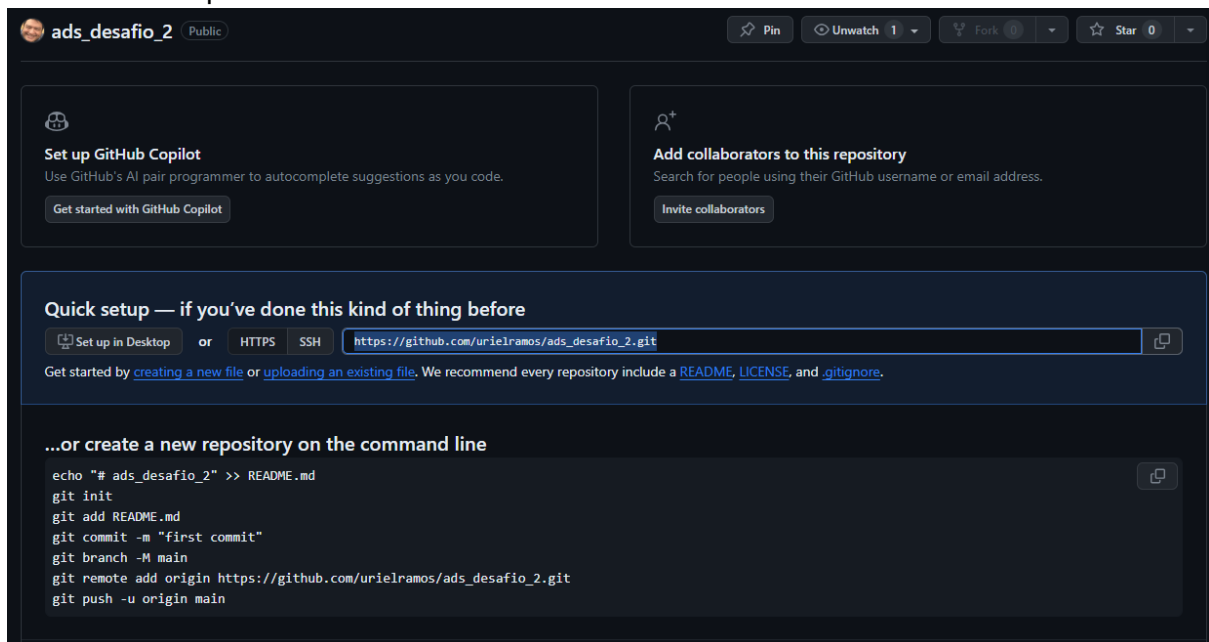 ads_desafio_2 Public Pin Unwatch 1 Fork 0 Star 0
Set up GitHub Copilot
Use GitHub's AI pair programmer to autocomplete suggestions as you code.
Get started with GitHub Copilot
Add collaborators to this repository
Search for people using their GitHub username or email address.
Invite collaborators
Quick setup — if you've done this kind of thing before
Set up in Desktop or HTTPS SSH https://github.com/urielramos/ads_desafio_2.git
Get started by creating a new file or uploading an existing file. We recommend every repository include a README, LICENSE, and .gitignore.
...or create a new repository on the command line
echo "# ads_desafio_2" >> README.md
git init
git add README.md
git commit -m "first commit"
git branch -M main
git remote add origin https://github.com/urielramos/ads_desafio_2.git
git push -u origin main